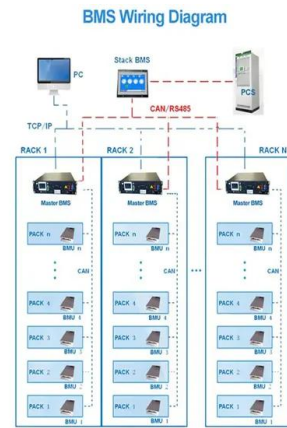 BMS Wiring Diagram
PC
Stack BMS
PCS
CAN/RS485
TCP/IP
RACK 1
RACK 2
RACK N
Master BMS
Master BMS
Master BMS
PACK n
BMU n
PACK n
BMU n
PACK n
BMU n
CAN
CAN
CAN
PACK 4
BMU 4
PACK 4
BMU 4
PACK 4
BMU 4
PACK 3
BMU 3
PACK 3
BMU 3
PACK 3
BMU 3
PACK 2
BMU 2
PACK 2
BMU 2
PACK 2
BMU 2
PACK 1
BMU 1
PACK 1
BMU 1
PACK 1
BMU 1